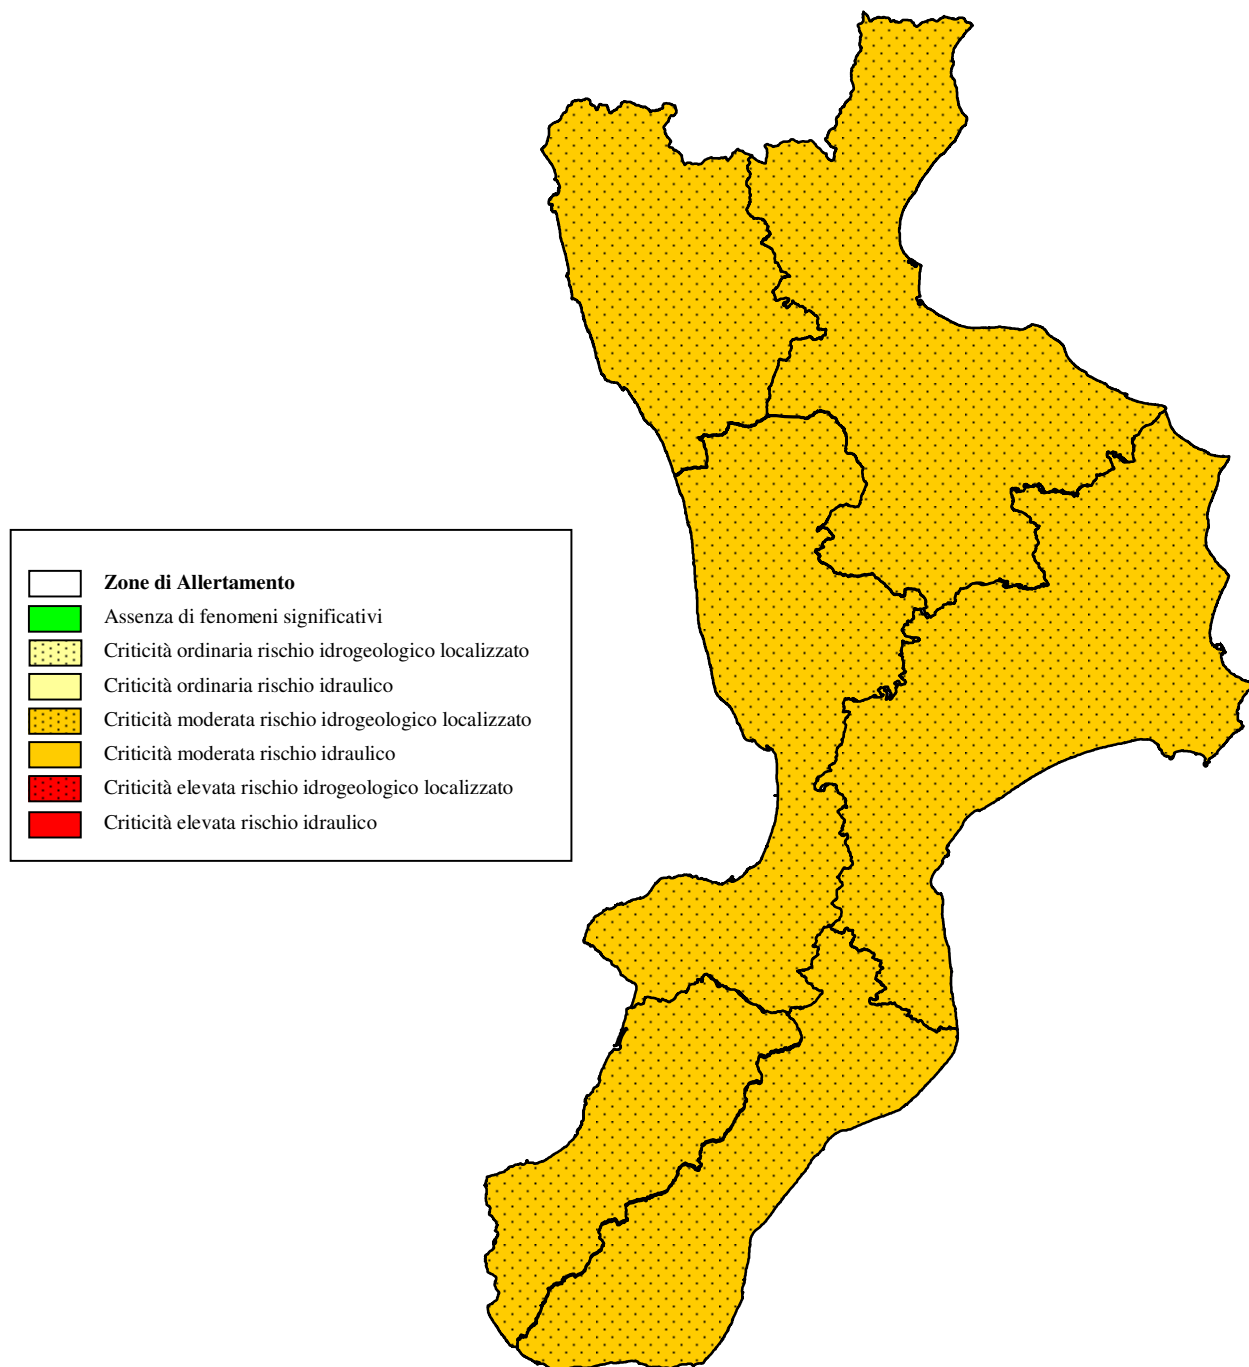 Zone di Allertamento
Assenza di fenomeni significativi
Criticità ordinaria rischio idrogeologico localizzato
Criticità ordinaria rischio idraulico
Criticità moderata rischio idrogeologico localizzato
Criticità moderata rischio idraulico
Criticità elevata rischio idrogeologico localizzato
Criticità elevata rischio idraulico